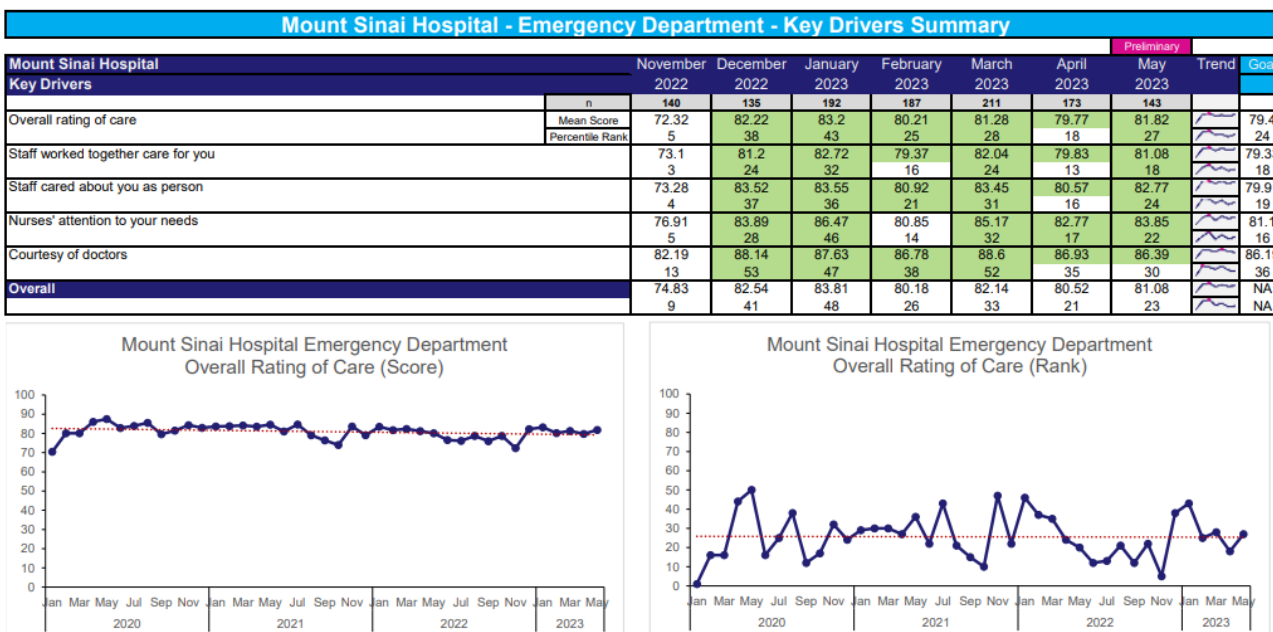 Mount Sinai Hospital - Emergency Department - Key Drivers Summary
Preliminary
Mount Sinai Hospital November December January February March April May Trend Goa
Key Drivers 2022 2022 2023 2023 2023 2023 2023
n 140 135 192 187 211 173 143
Overall rating of care Mean Score 72.32 82.22 83.2 80.21 81.28 79.77 81.82 79.4
Percentile Rank 5 38 43 25 28 18 27 24
Staff worked together care for you 73.1 81.2 82.72 79.37 82.04 79.83 81.08 79.33
3 24 32 16 24 13 18 18
Staff cared about you as person 73.28 83.52 83.55 80.92 83.45 80.57 82.77 79.9
4 37 36 21 31 16 24 19
Nurses' attention to your needs 76.91 83.89 86.47 80.85 85.17 82.77 83.85 81.1
5 28 46 14 32 17 22 16
Courtesy of doctors 82.19 88.14 87.63 86.78 88.6 86.93 86.39 86.19
13 53 47 38 52 35 30 36
Overall 74.83 82.54 83.81 80.18 82.14 80.52 81.08 NA
9 41 48 26 33 21 23 NA
Mount Sinai Hospital Emergency Department
Overall Rating of Care (Score)
100
90
80
70
60
50
40
30
20
10
0
Jan Mar May Jul Sep Nov Jan Mar May Jul Sep Nov Jan Mar May Jul Sep Nov Jan Mar May
2020 2021 2022 2023
Mount Sinai Hospital Emergency Department
Overall Rating of Care (Rank)
100
90
80
70
60
50
40
30
20
10
0
Jan Mar May Jul Sep Nov Jan Mar May Jul Sep Nov Jan Mar May Jul Sep Nov Jan Mar May
2020 2021 2022 2023